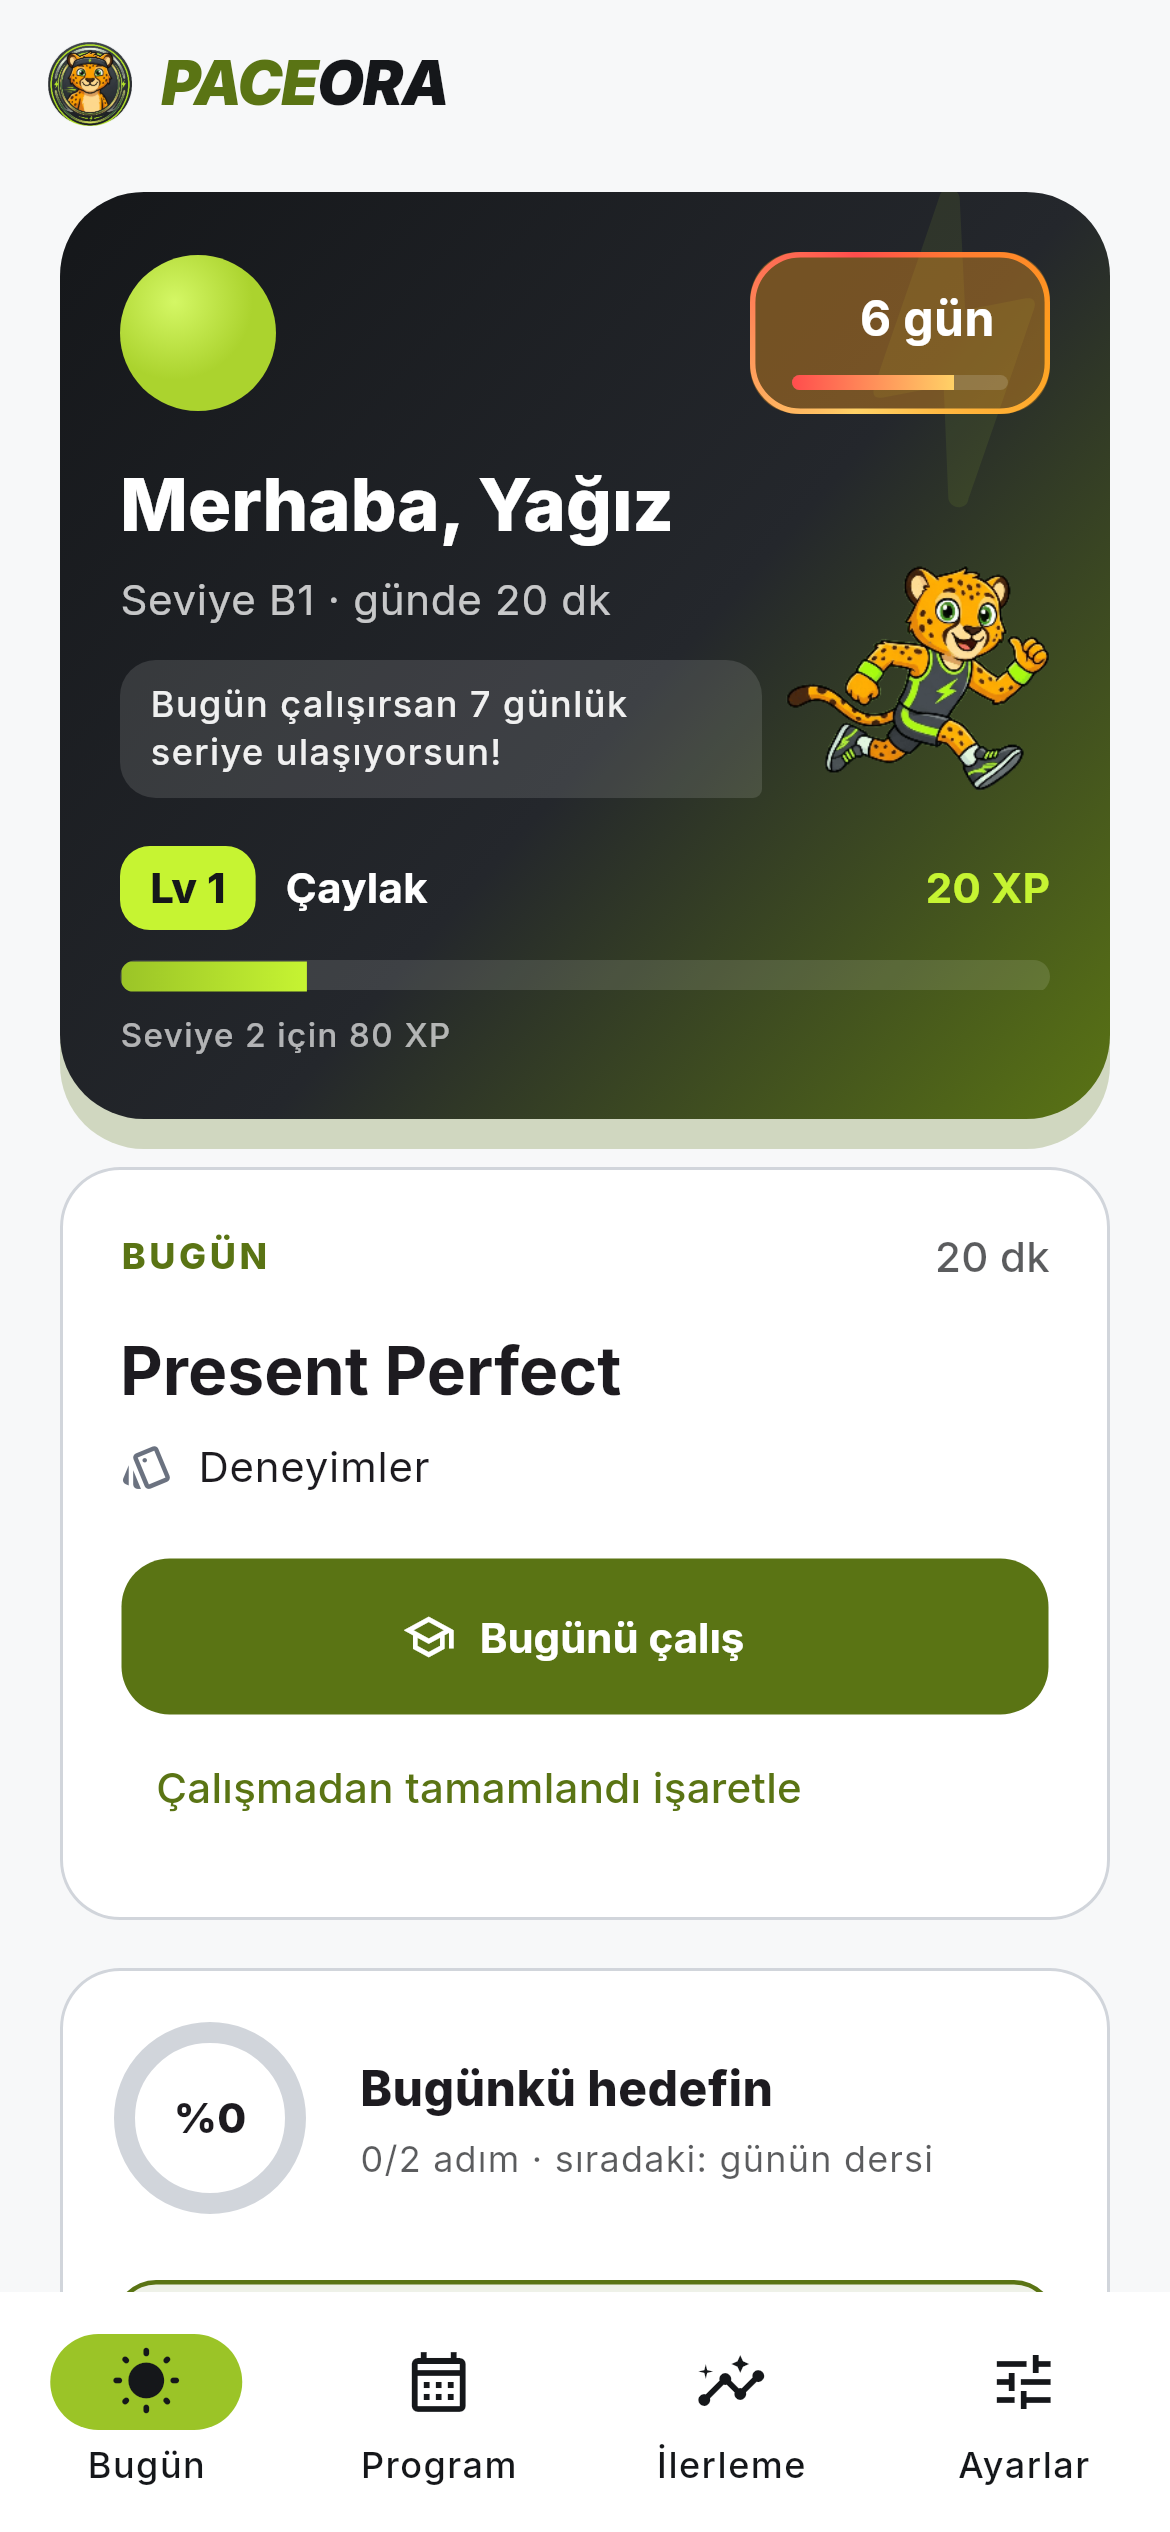 PACEORA
6 gün
Merhaba, Yağız
Seviye B1 · günde 20 dk
Bugün çalışırsan 7 günlük
seriye ulaşıyorsun!
Lv 1 Çaylak 20 XP
Seviye 2 için 80 XP
BUGÜN 20 dk
Present Perfect
Deneyimler
Bugünü çalış
Çalışmadan tamamlandı işaretle
%0
Bugünkü hedefin
0/2 adım · sıradaki: günün dersi
Bugün Program İlerleme Ayarlar